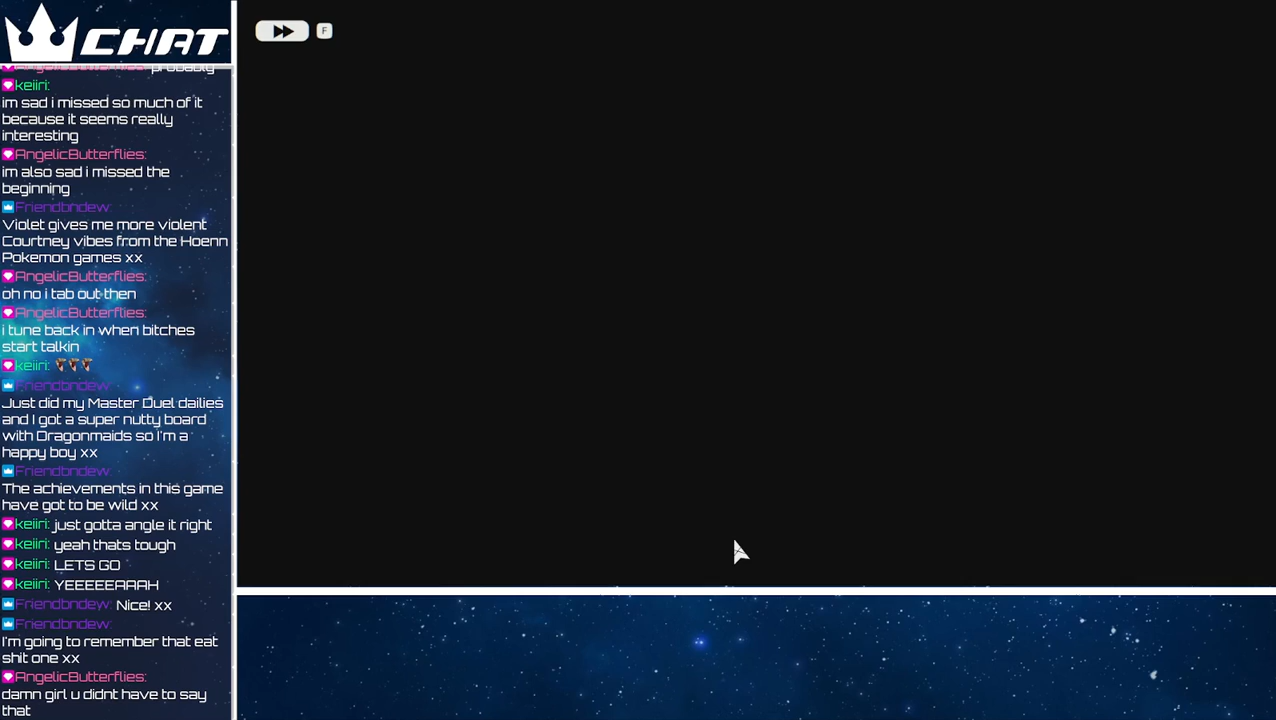 CHAT
F
AngelicButterflies: probably
keiiri:
im sad i missed so much of it
because it seems really
interesting
AngelicButterflies:
im also sad i missed the
beginning
Friendbndew:
Violet gives me more violent
Courtney vibes from the Hoenn
Pokemon games xx
AngelicButterflies:
oh no i tab out then
AngelicButterflies:
i tune back in when bitches
start talkin
keiiri:
Friendbndew:
Just did my Master Duel dailies
and I got a super nutty board
with Dragonmaids so I'm a
happy boy xx
Friendbndew:
The achievements in this game
have got to be wild xx
keiiri: just gotta angle it right
keiiri: yeah thats tough
keiiri: LETS GO
keiiri: YEEEEEAAAAH
Friendbndew: Nice! xx
Friendbndew:
I'm going to remember that eat
shit one xx
AngelicButterflies:
damn girl u didnt have to say
that